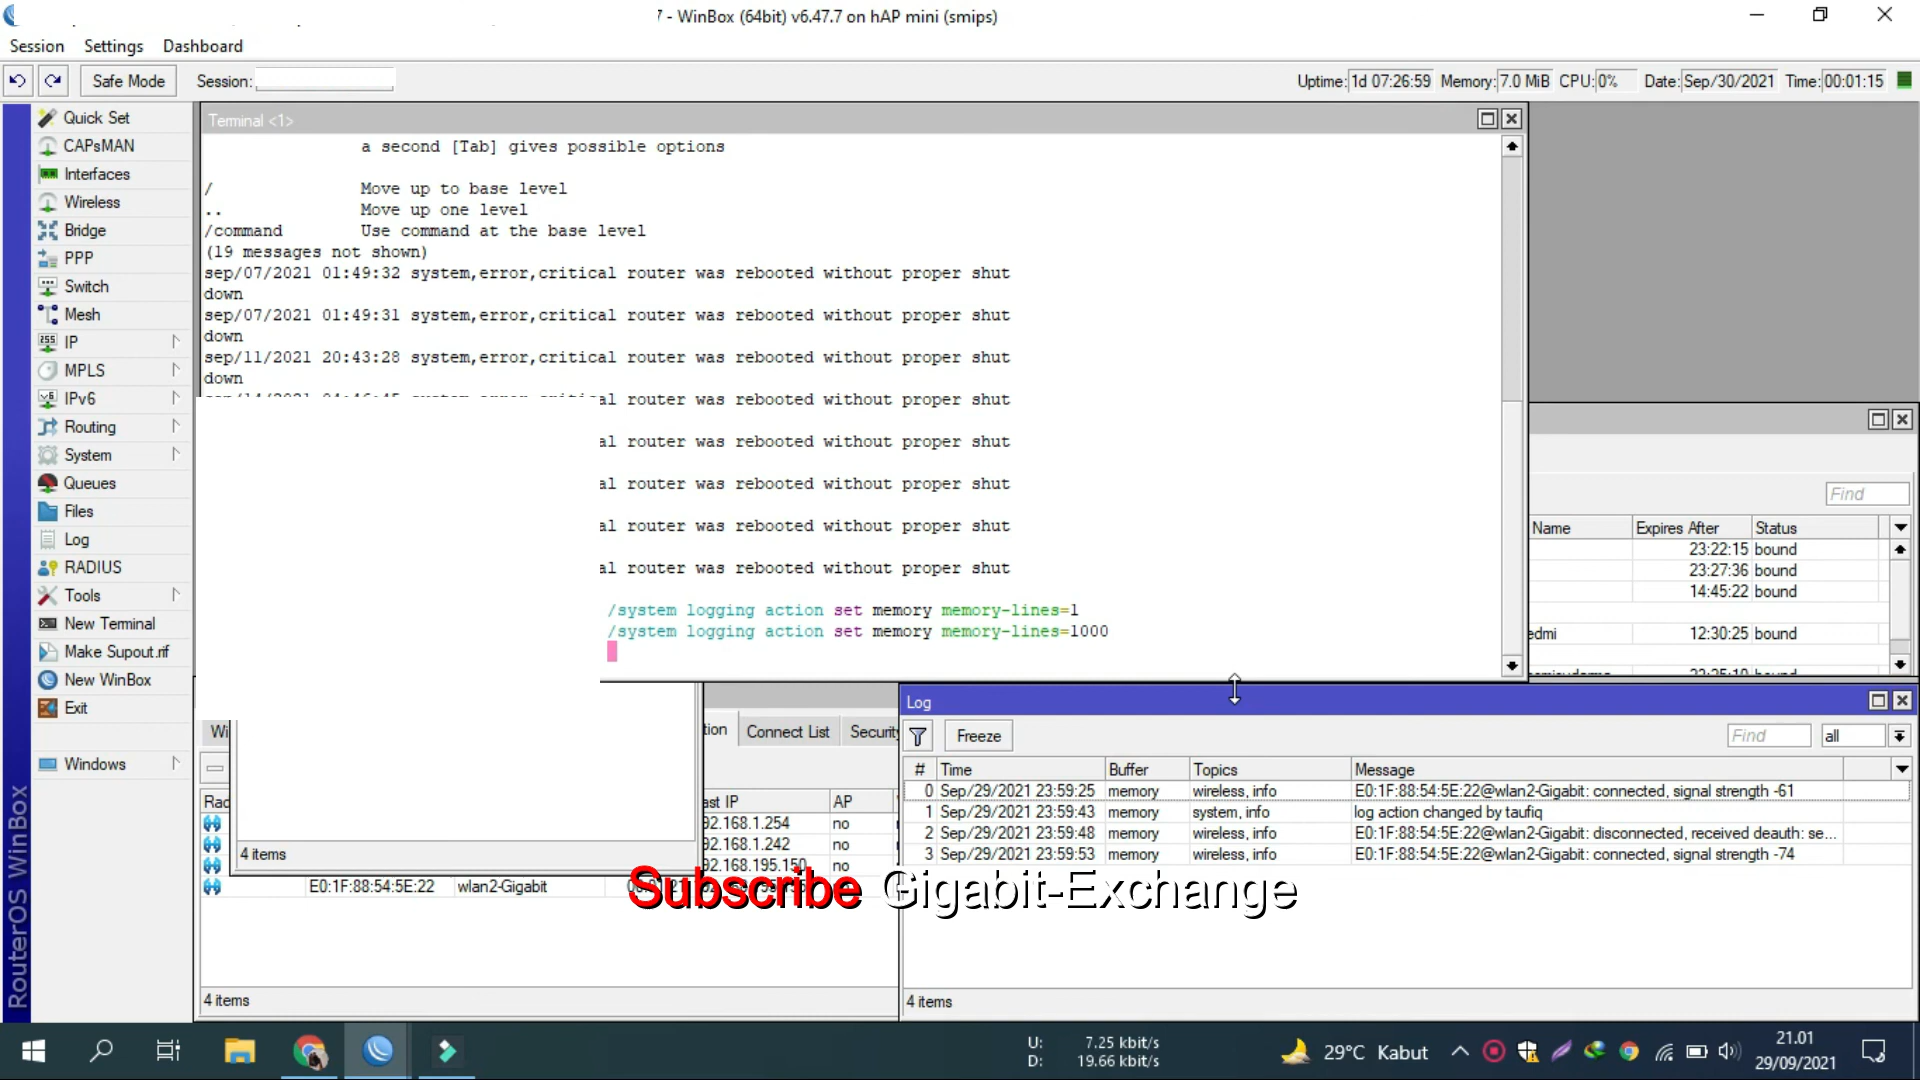 7 - WinBox (64bit) v6.47.7 on hAP mini (smips)
Session Settings Dashboard
Safe Mode Session: Uptime: 1d 07:26:59 Memory: 7.0 MiB CPU: 0% Date: Sep/30/2021 Time: 00:01:15
Quick Set
CAPsMAN
Interfaces
Wireless
Bridge
PPP
Switch
Mesh
IP
MPLS
IPv6
Routing
System
Queues
Files
Log
RADIUS
Tools
New Terminal
Make Supout.rif
New WinBox
Exit
Windows
RouterOS WinBox
Terminal <1>
a second [Tab] gives possible options
/ Move up to base level
.. Move up one level
/command Use command at the base level
(19 messages not shown)
sep/07/2021 01:49:32 system,error,critical router was rebooted without proper shut
down
sep/07/2021 01:49:31 system,error,critical router was rebooted without proper shut
down
sep/11/2021 20:43:28 system,error,critical router was rebooted without proper shut
down
al router was rebooted without proper shut
al router was rebooted without proper shut
al router was rebooted without proper shut
al router was rebooted without proper shut
al router was rebooted without proper shut
/system logging action set memory memory-lines=1
/system logging action set memory memory-lines=1000
Find
Name Expires After Status
23:22:15 bound
23:27:36 bound
14:45:22 bound
edmi 12:30:25 bound
Wi tion Connect List Security
Rad ast IP AP
92.168.1.254 no
92.168.1.242 no
92.168.195.150 no
E0:1F:88:54:5E:22 wlan2-Gigabit
4 items
4 items
Log
Freeze Find all
# Time Buffer Topics Message
0 Sep/29/2021 23:59:25 memory wireless, info E0:1F:88:54:5E:22@wlan2-Gigabit: connected, signal strength -61
1 Sep/29/2021 23:59:43 memory system, info log action changed by taufiq
2 Sep/29/2021 23:59:48 memory wireless, info E0:1F:88:54:5E:22@wlan2-Gigabit: disconnected, received deauth: se...
3 Sep/29/2021 23:59:53 memory wireless, info E0:1F:88:54:5E:22@wlan2-Gigabit: connected, signal strength -74
4 items
Subscribe Gigabit-Exchange
U: 7.25 kbit/s
D: 19.66 kbit/s
29°C Kabut
21.01
29/09/2021